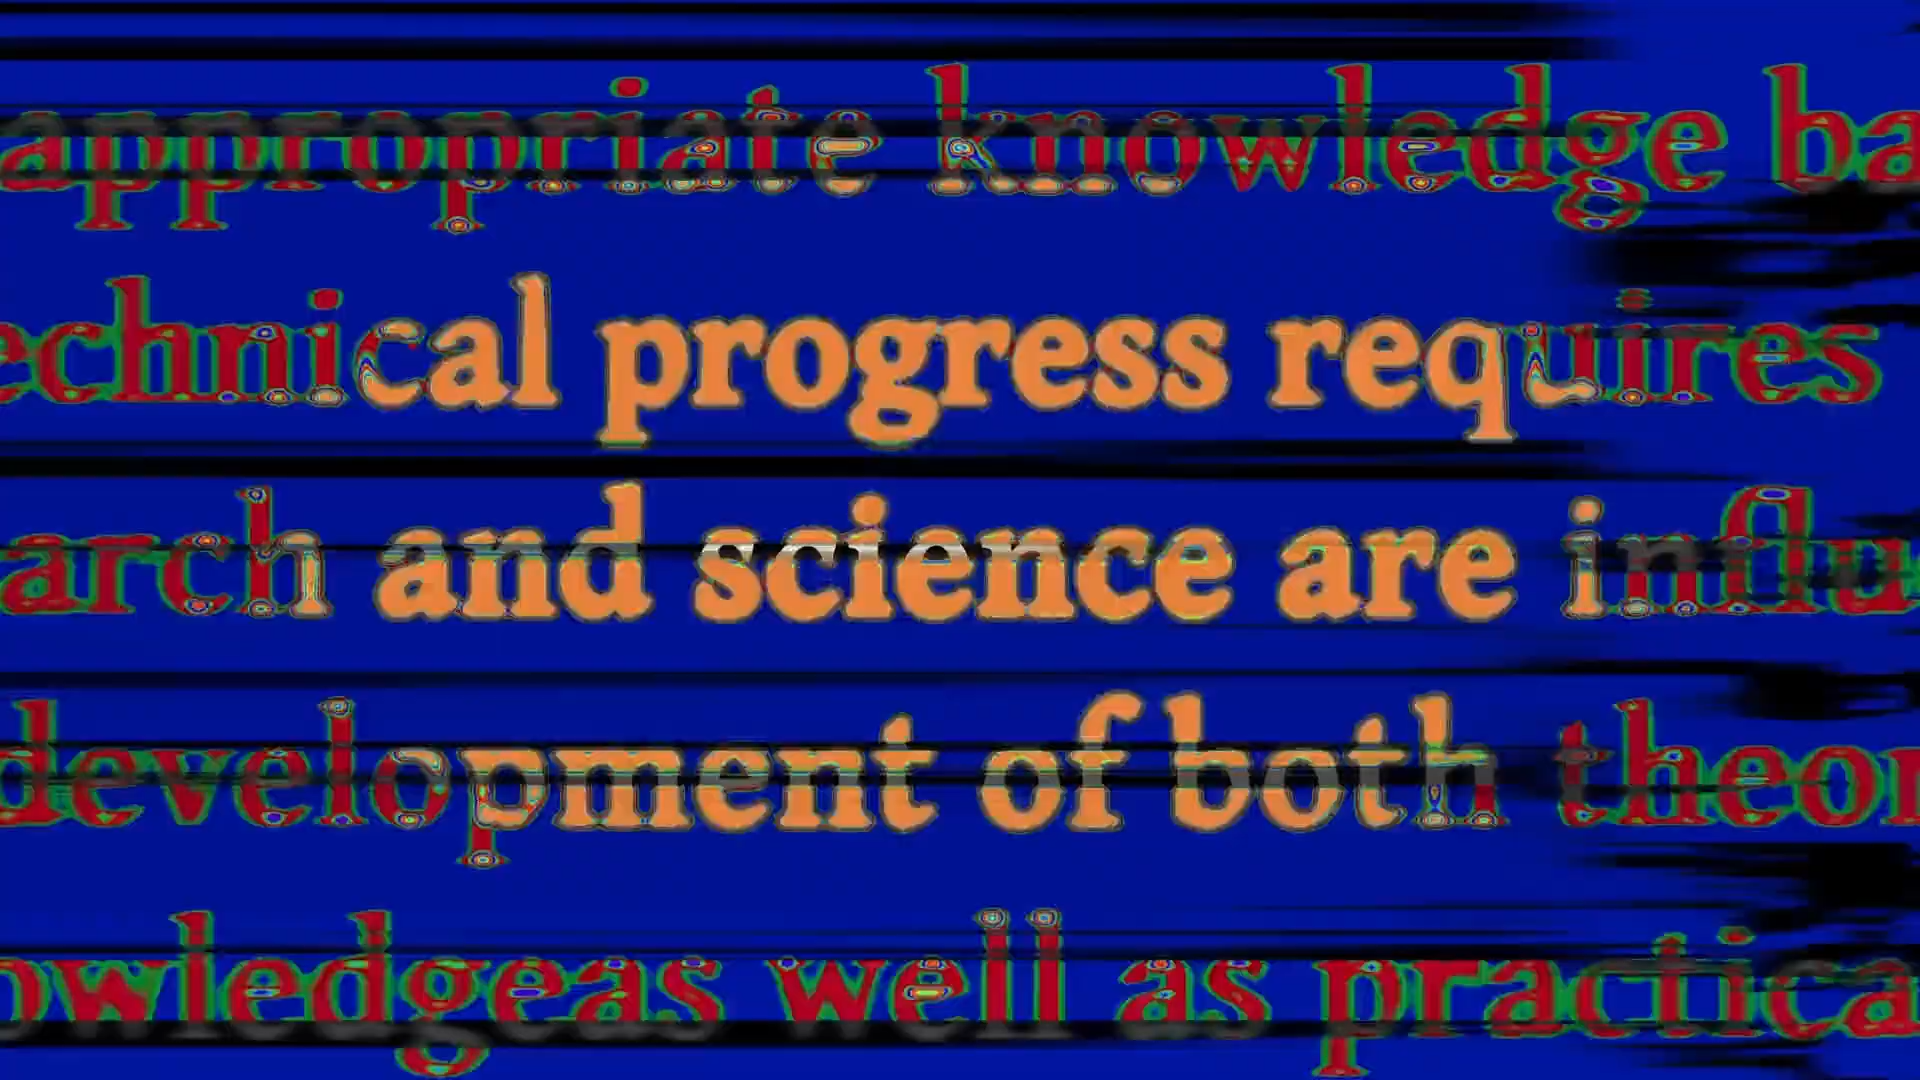 appropriate knowledge ba
echnical progress requires
arch and science are influ
development of both theor
owledgeas well as practica